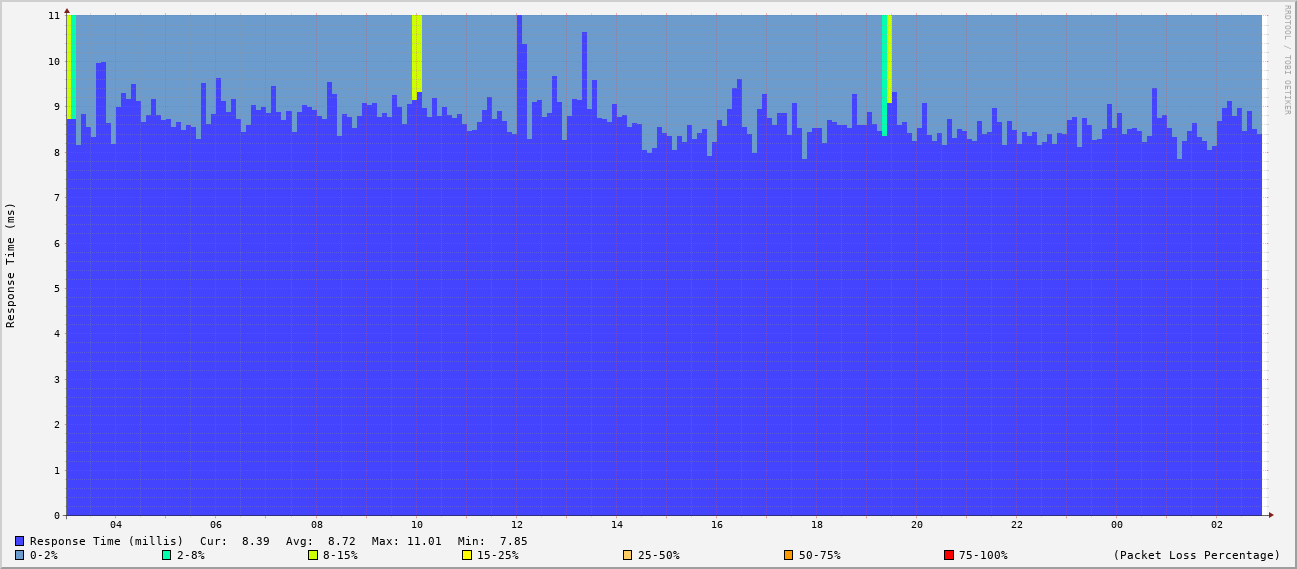 RRDTOOL / TOBI OETIKER
Response Time (ms)
11
10
9
8
7
6
5
4
3
2
1
0
04 06 08 10 12 14 16 18 20 22 00 02
Response Time (millis) Cur: 8.39 Avg: 8.72 Max: 11.01 Min: 7.85
0-2% 2-8% 8-15% 15-25% 25-50% 50-75% 75-100% (Packet Loss Percentage)